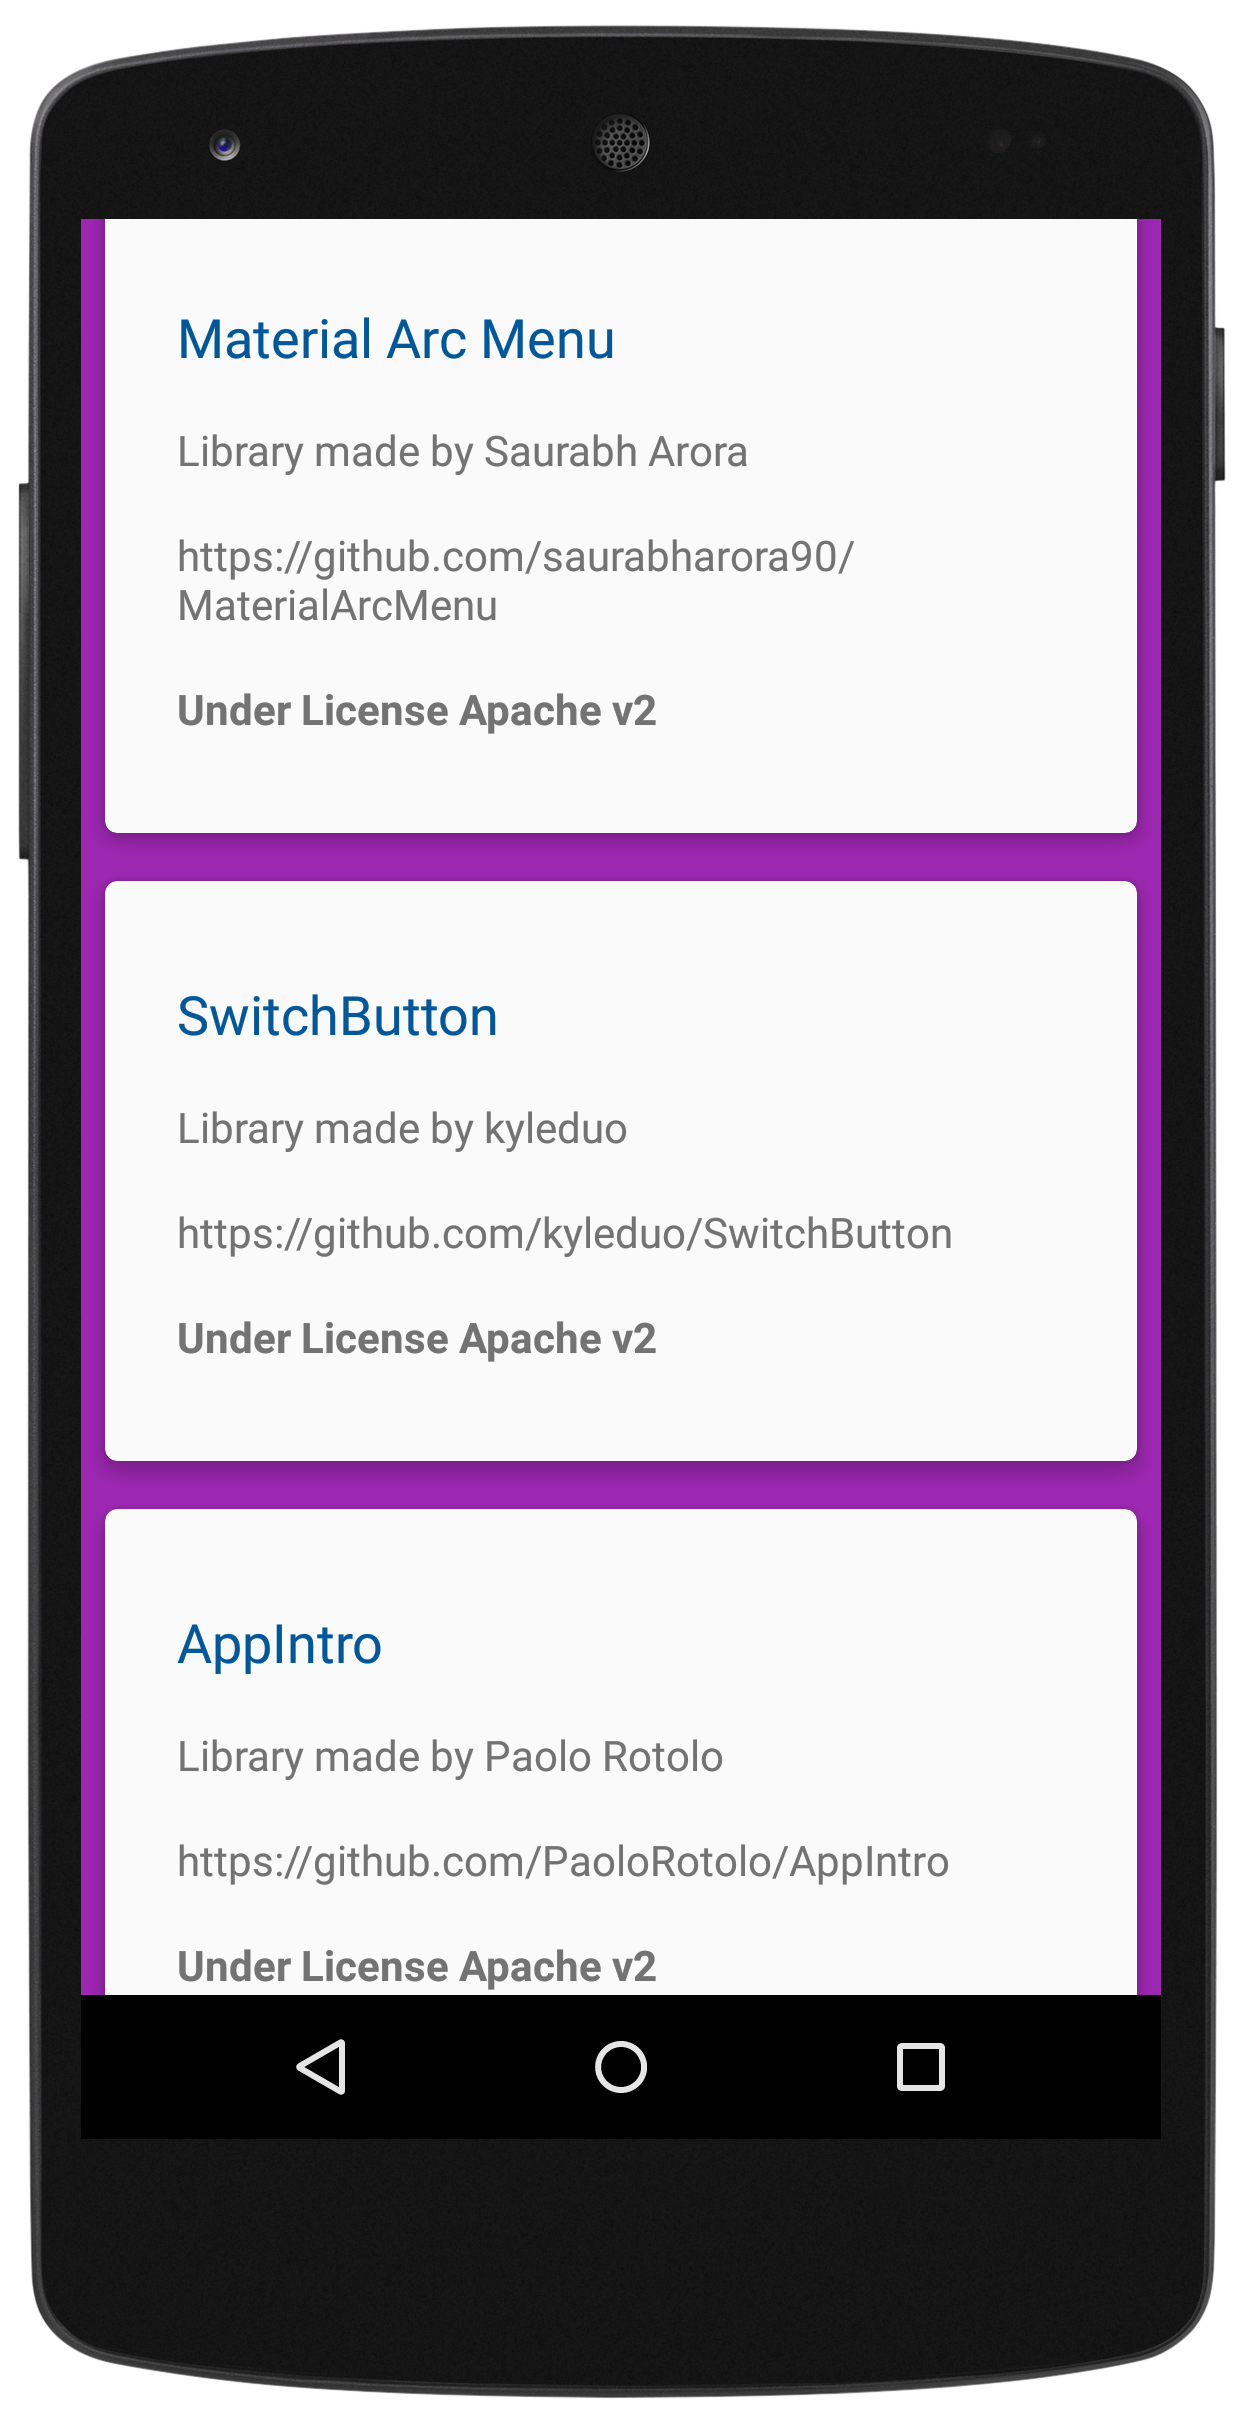 Material Arc Menu
Library made by Saurabh Arora
https://github.com/saurabharora90/
MaterialArcMenu
Under License Apache v2
SwitchButton
Library made by kyleduo
https://github.com/kyleduo/SwitchButton
Under License Apache v2
AppIntro
Library made by Paolo Rotolo
https://github.com/PaoloRotolo/AppIntro
Under License Apache v2